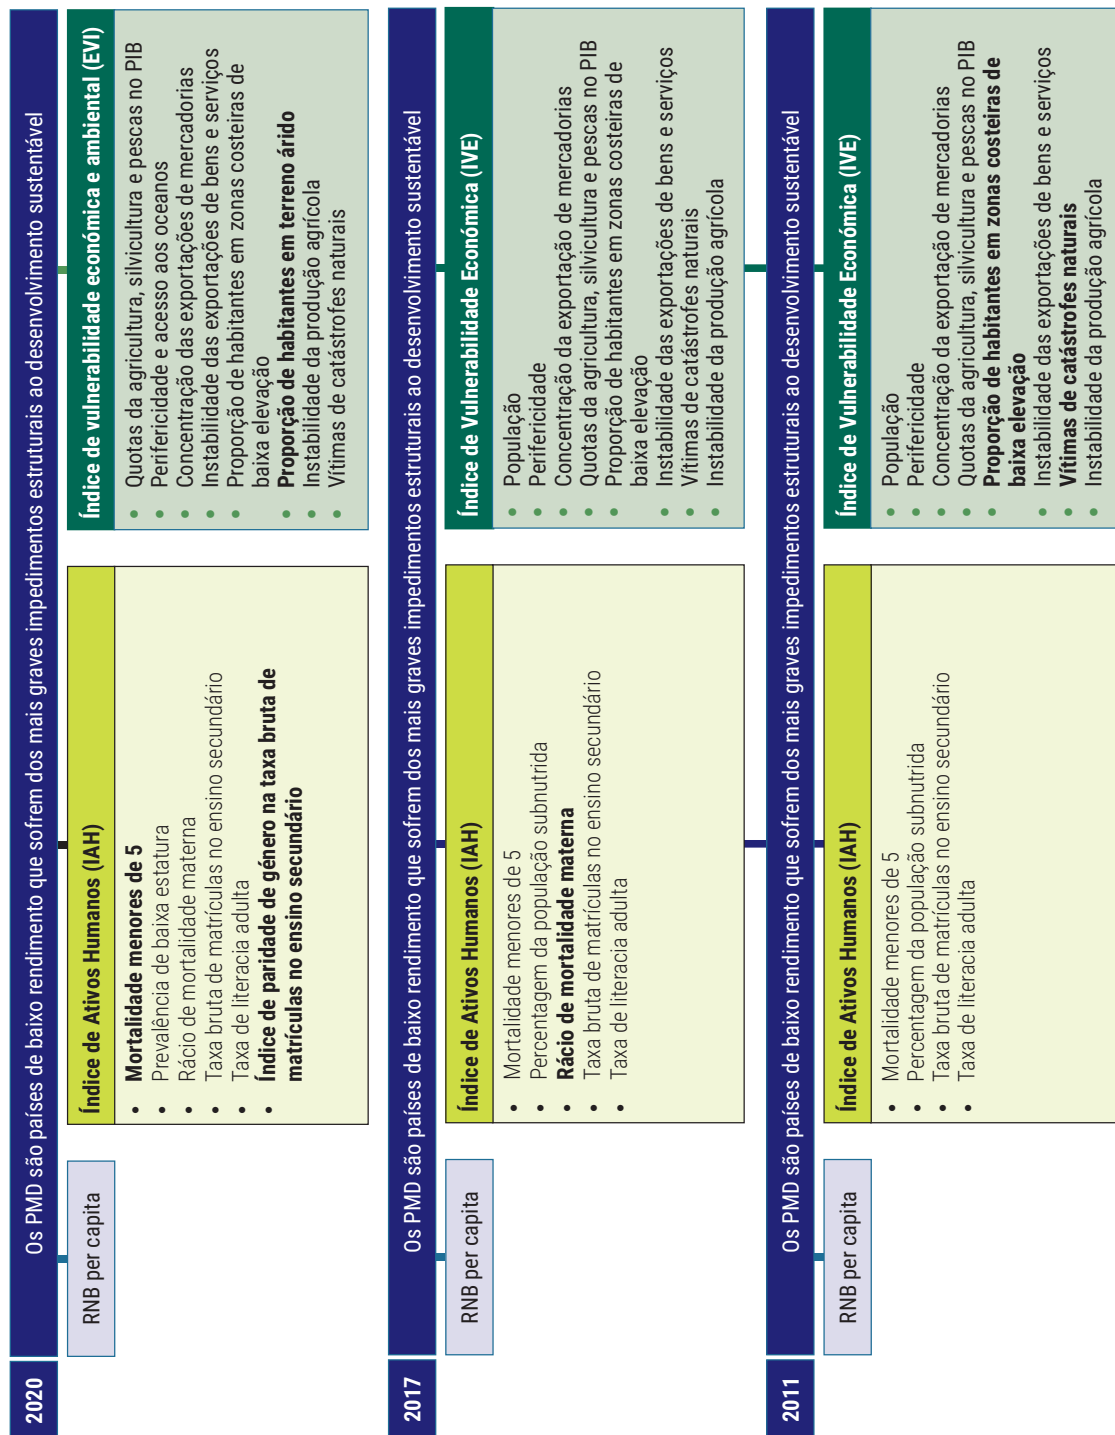 2020
Os PMD são países de baixo rendimento que sofrem dos mais graves impedimentos estruturais ao desenvolvimento sustentável
RNB per capita
Índice de Ativos Humanos (IAH)
• Mortalidade menores de 5
• Prevalência de baixa estatura
• Rácio de mortalidade materna
• Taxa bruta de matrículas no ensino secundário
• Taxa de literacia adulta
• Índice de paridade de género na taxa bruta de
matrículas no ensino secundário
Índice de vulnerabilidade económica e ambiental (EVI)
• Quotas da agricultura, silvicultura e pescas no PIB
• Perifericidade e acesso aos oceanos
• Concentração das exportações de mercadorias
• Instabilidade das exportações de bens e serviços
• Proporção de habitantes em zonas costeiras de
baixa elevação
• Proporção de habitantes em terreno árido
• Instabilidade da produção agrícola
• Vítimas de catástrofes naturais
2017
Os PMD são países de baixo rendimento que sofrem dos mais graves impedimentos estruturais ao desenvolvimento sustentável
RNB per capita
Índice de Ativos Humanos (IAH)
• Mortalidade menores de 5
• Percentagem da população subnutrida
• Rácio de mortalidade materna
• Taxa bruta de matrículas no ensino secundário
• Taxa de literacia adulta
Índice de Vulnerabilidade Económica (IVE)
• População
• Perifericidade
• Concentração da exportação de mercadorias
• Quotas da agricultura, silvicultura e pescas no PIB
• Proporção de habitantes em zonas costeiras de
baixa elevação
• Instabilidade das exportações de bens e serviços
• Vítimas de catástrofes naturais
• Instabilidade da produção agrícola
2011
Os PMD são países de baixo rendimento que sofrem dos mais graves impedimentos estruturais ao desenvolvimento sustentável
RNB per capita
Índice de Ativos Humanos (IAH)
• Mortalidade menores de 5
• Percentagem da população subnutrida
• Taxa bruta de matrículas no ensino secundário
• Taxa de literacia adulta
Índice de Vulnerabilidade Económica (IVE)
• População
• Perifericidade
• Concentração da exportação de mercadorias
• Quotas da agricultura, silvicultura e pescas no PIB
• Proporção de habitantes em zonas costeiras de
baixa elevação
• Instabilidade das exportações de bens e serviços
• Vítimas de catástrofes naturais
• Instabilidade da produção agrícola